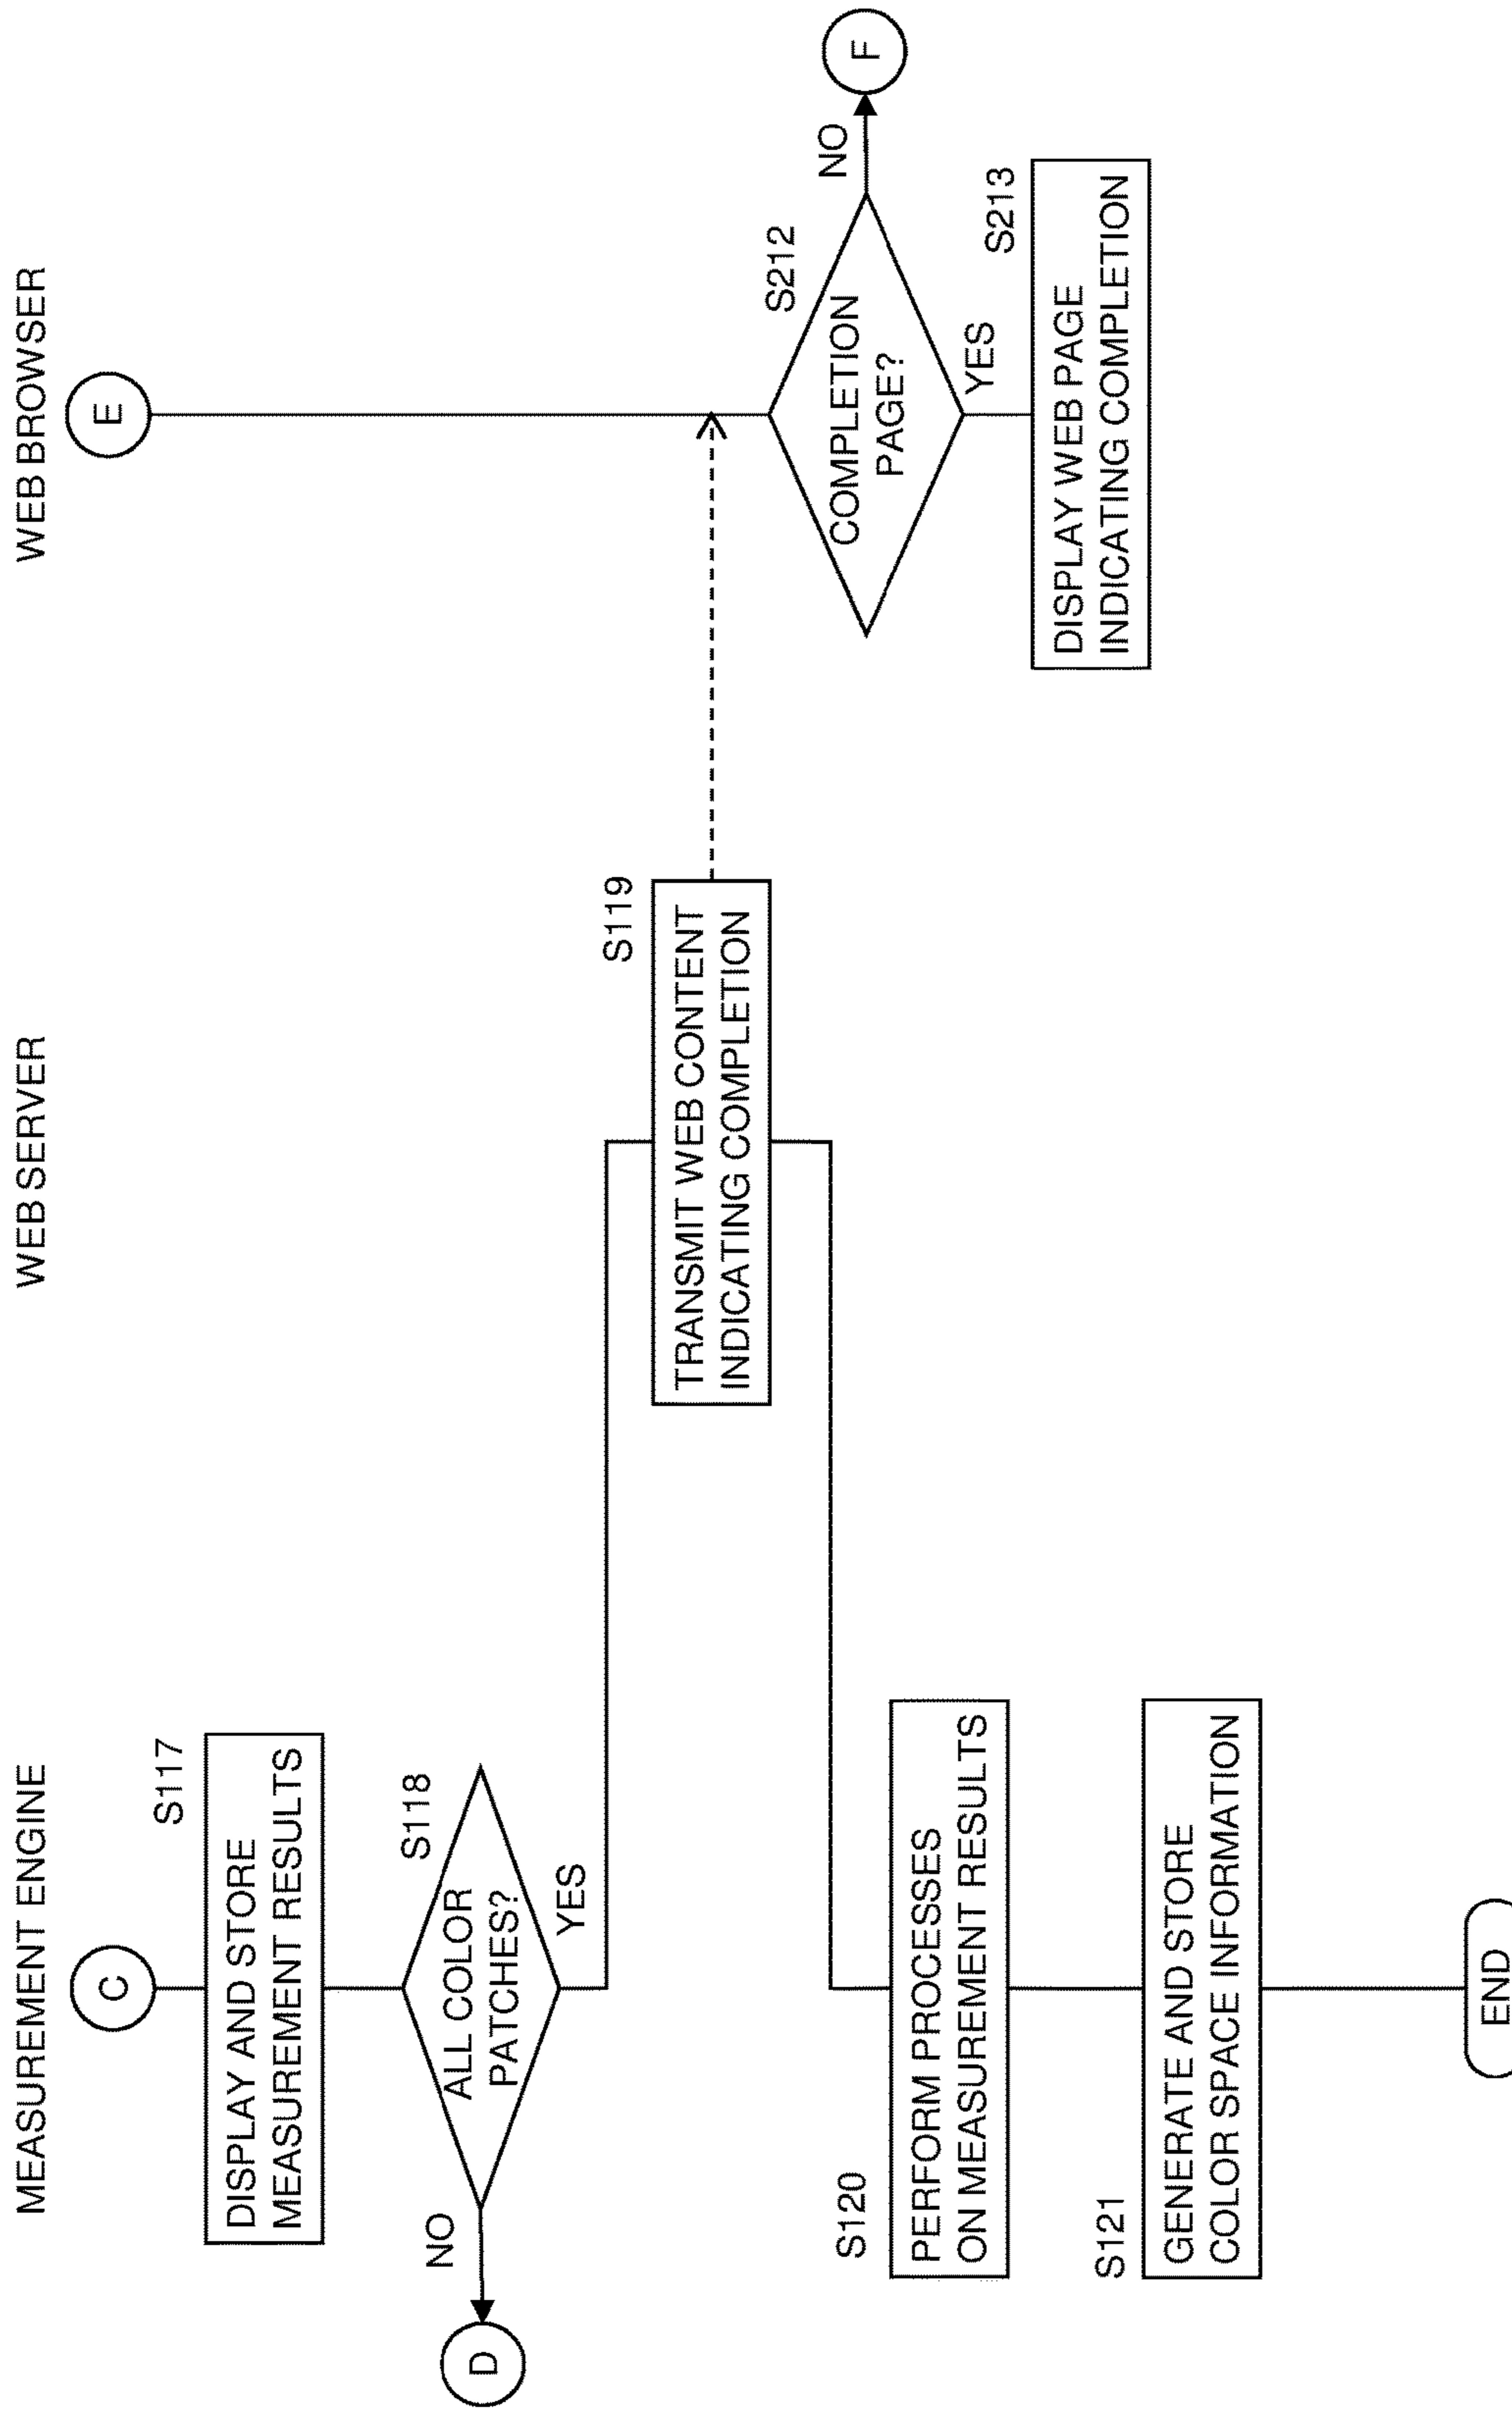 MEASUREMENT ENGINE
WEB SERVER
WEB BROWSER
C
E
S117
DISPLAY AND STORE
MEASUREMENT RESULTS
S118
ALL COLOR
PATCHES?
NO
D
YES
S119
TRANSMIT WEB CONTENT
INDICATING COMPLETION
S212
COMPLETION
PAGE?
NO
F
YES
S213
DISPLAY WEB PAGE
INDICATING COMPLETION
S120
PERFORM PROCESSES
ON MEASUREMENT RESULTS
S121
GENERATE AND STORE
COLOR SPACE INFORMATION
END